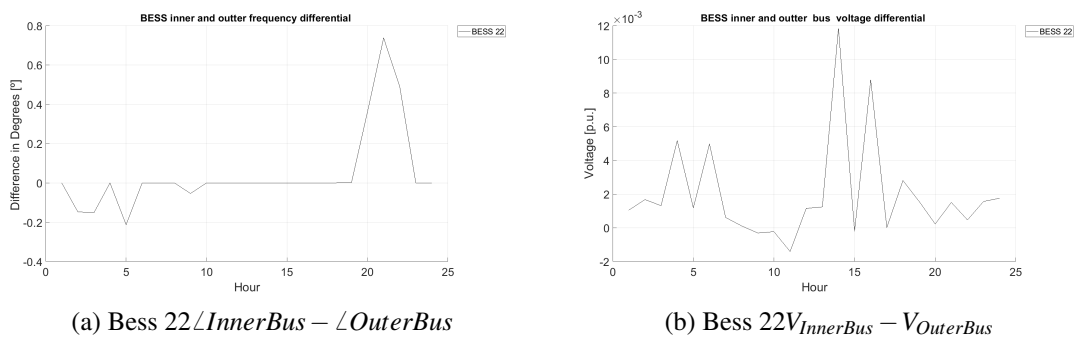 BESS inner and outter frequency differential
BESS 22
0.8
0.6
0.4
0.2
0
-0.2
-0.4
Difference in Degrees [º]
0 5 10 15 20 25
Hour
(a) Bess 22∠InnerBus − ∠OuterBus
BESS inner and outter bus voltage differential
×10⁻³
BESS 22
12
10
8
6
4
2
0
-2
Voltage [p.u.]
0 5 10 15 20 25
Hour
(b) Bess 22V_InnerBus − V_OuterBus